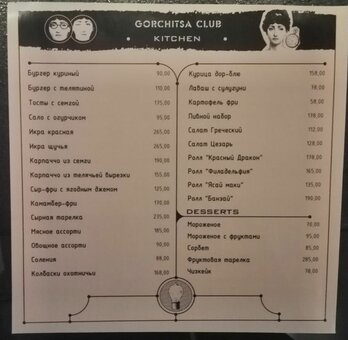 GORCHITSA CLUB
• KITCHEN •
Бургер куриный 90,00
Бургер с телятиной 110,00
Тосты с семгой 175,00
Сало с огурчиком 95,00
Икра красная 265,00
Икра щучья 265,00
Карпаччо из семги 190,00
Карпаччо из телячьей вырезки 155,00
Сыр-фри с ягодным джемом 125,00
Камамбер-фри 170,00
Сырная тарелка 235,00
Мясное ассорти 185,00
Овощное ассорти 90,00
Соления 88,00
Колбаски охотничьи 168,00
Курица дор-блю 158,00
Лаваш с сулугуни 78,00
Картофель фри 58,00
Пивной набор 138,00
Салат Греческий 112,00
Салат Цезарь 128,00
Ролл "Красный Дракон" 178,00
Ролл "Филадельфия" 165,00
Ролл "Ясай маки" 135,00
Ролл "Банзай" 190,00
DESSERTS
Мороженое 70,00
Мороженое с фруктами 95,00
Сорбет 85,00
Фруктовая тарелка 285,00
Чизкейк 78,00